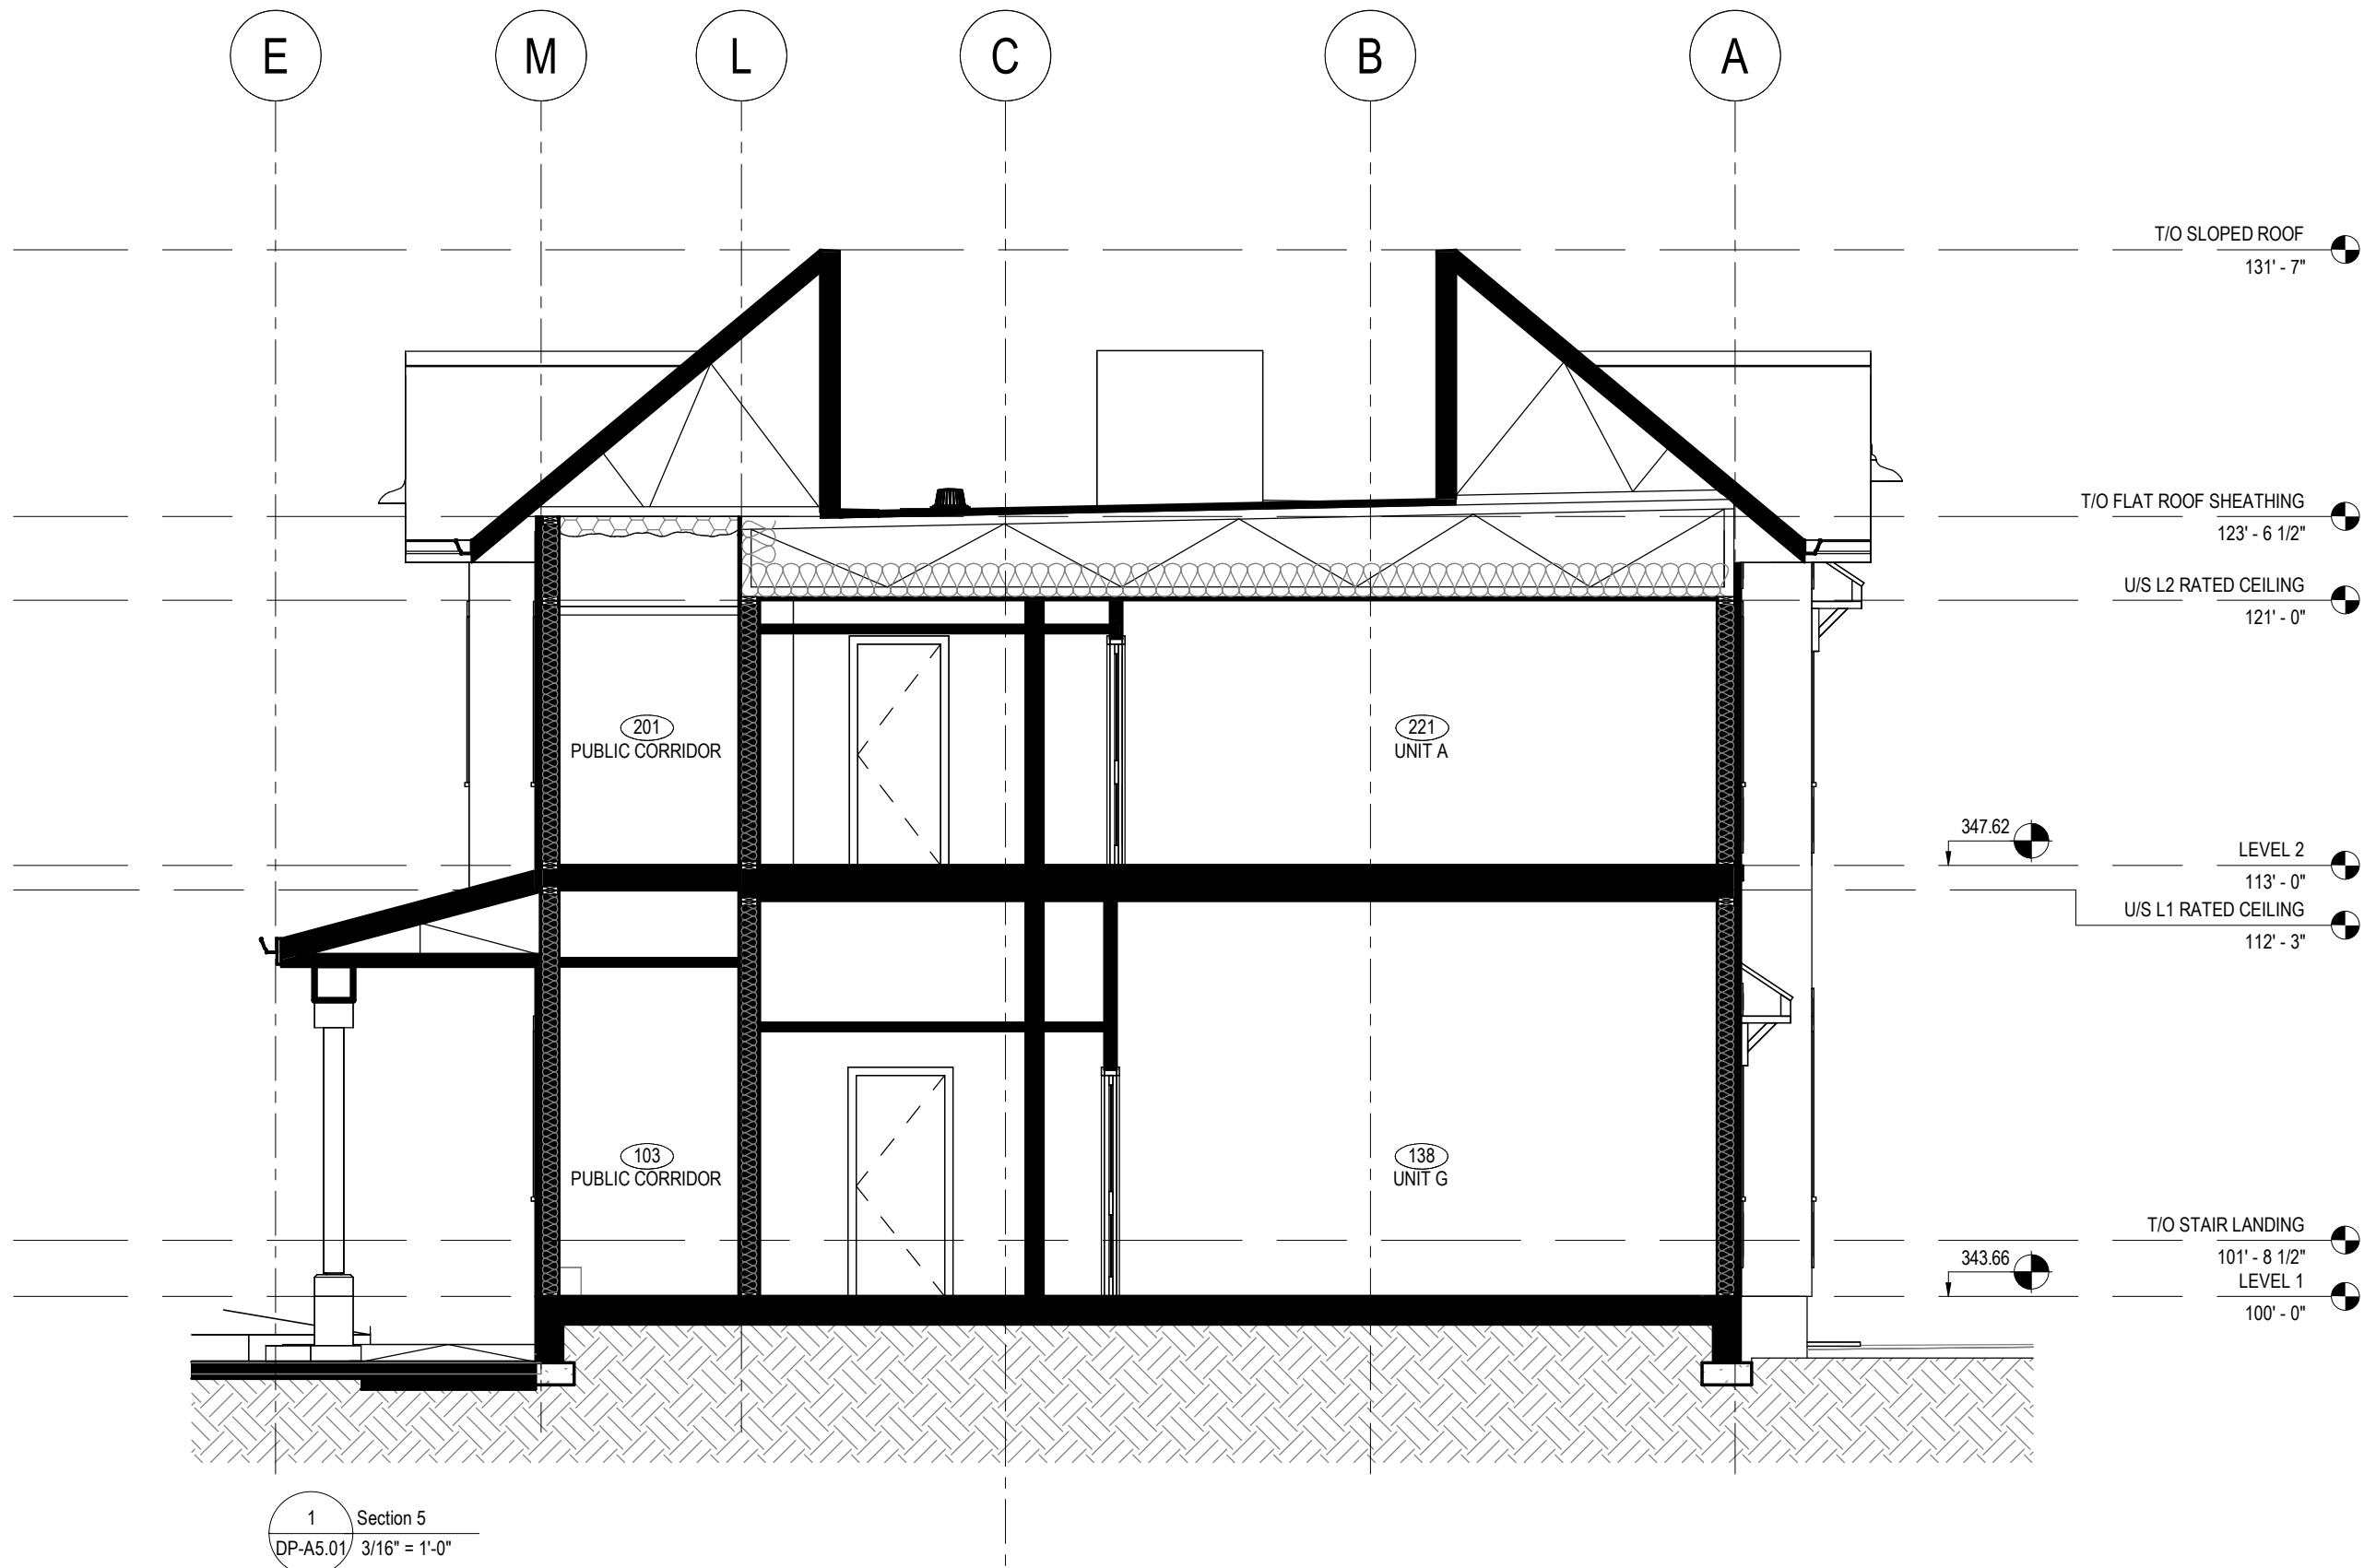 E M L C B A
T/O SLOPED ROOF
131' - 7"
T/O FLAT ROOF SHEATHING
123' - 6 1/2"
U/S L2 RATED CEILING
121' - 0"
201
PUBLIC CORRIDOR
221
UNIT A
347.62
LEVEL 2
113' - 0"
U/S L1 RATED CEILING
112' - 3"
103
PUBLIC CORRIDOR
138
UNIT G
T/O STAIR LANDING
101' - 8 1/2"
343.66
LEVEL 1
100' - 0"
1
Section 5
DP-A5.01
3/16" = 1'-0"